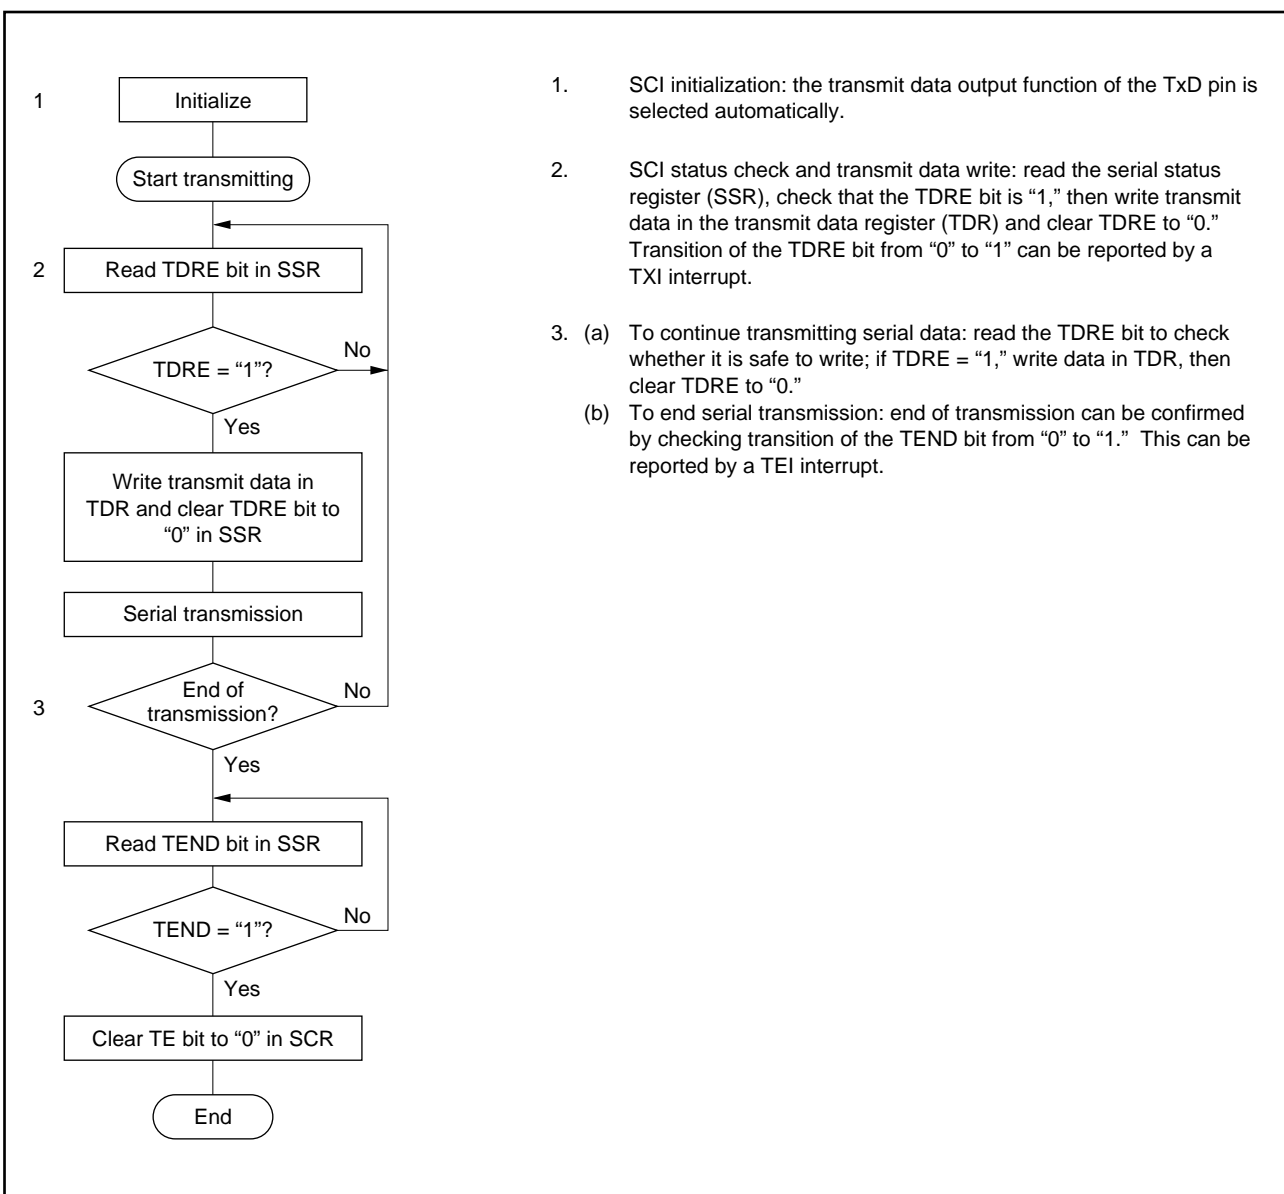 1
Initialize
Start transmitting
2
Read TDRE bit in SSR
TDRE = “1”?
No
Yes
Write transmit data in
TDR and clear TDRE bit to
“0” in SSR
Serial transmission
3
End of
transmission?
No
Yes
Read TEND bit in SSR
TEND = “1”?
No
Yes
Clear TE bit to “0” in SCR
End
1. SCI initialization: the transmit data output function of the TxD pin is
selected automatically.
2. SCI status check and transmit data write: read the serial status
register (SSR), check that the TDRE bit is “1,” then write transmit
data in the transmit data register (TDR) and clear TDRE to “0.”
Transition of the TDRE bit from “0” to “1” can be reported by a
TXI interrupt.
3. (a) To continue transmitting serial data: read the TDRE bit to check
whether it is safe to write; if TDRE = “1,” write data in TDR, then
clear TDRE to “0.”
(b) To end serial transmission: end of transmission can be confirmed
by checking transition of the TEND bit from “0” to “1.” This can be
reported by a TEI interrupt.